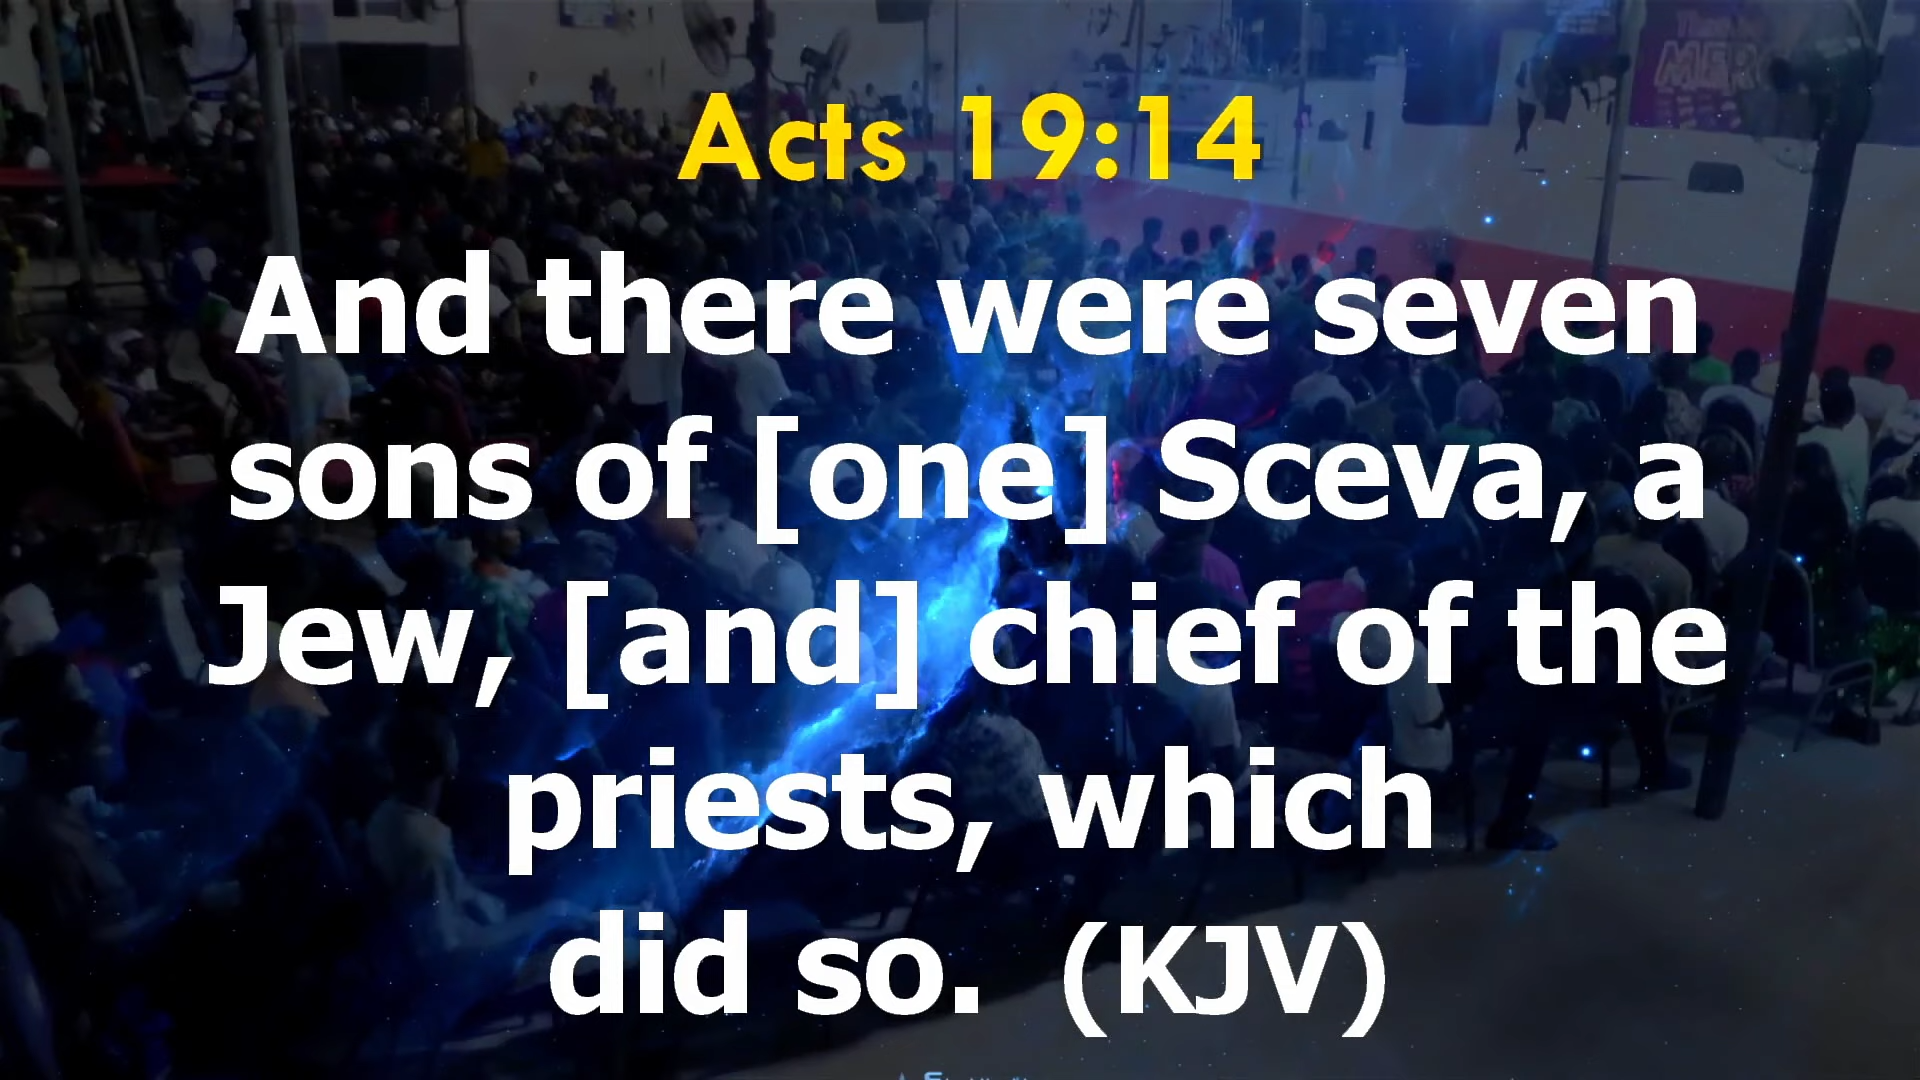 Acts 19:14
And there were seven
sons of [one] Sceva, a
Jew, [and] chief of the
priests, which
did so.  (KJV)